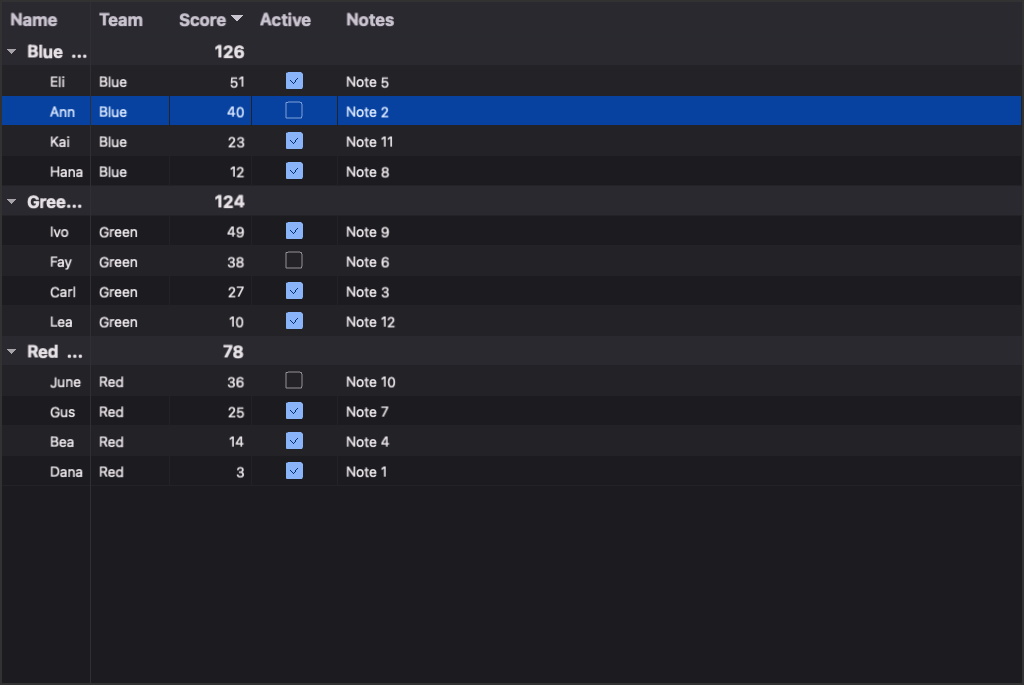 Name Team Score Active Notes
Blue ... 126
Eli Blue 51 Note 5
Ann Blue 40 Note 2
Kai Blue 23 Note 11
Hana Blue 12 Note 8
Gree... 124
Ivo Green 49 Note 9
Fay Green 38 Note 6
Carl Green 27 Note 3
Lea Green 10 Note 12
Red ... 78
June Red 36 Note 10
Gus Red 25 Note 7
Bea Red 14 Note 4
Dana Red 3 Note 1